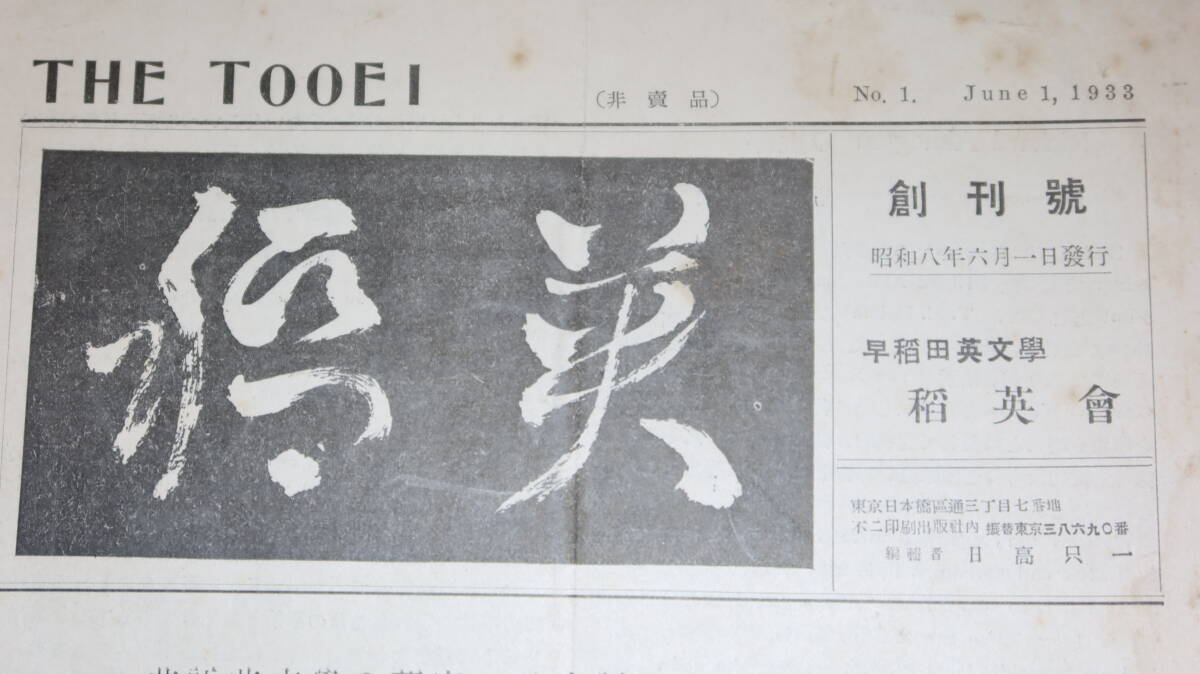 THE TOOEI （非賣品） No. 1. June 1, 1933
稻英
創刊號
昭和八年六月一日發行
早稻田英文學
稻英會
東京日本橋區通三丁目七番地
不二印刷出版社內 振替東京三八六九〇番
編輯者 日高只一